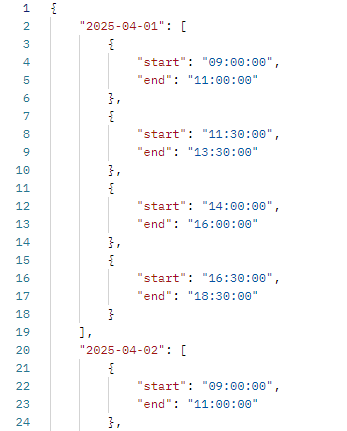 1 {
2     "2025-04-01": [
3         {
4             "start": "09:00:00",
5             "end": "11:00:00"
6         },
7         {
8             "start": "11:30:00",
9             "end": "13:30:00"
10         },
11         {
12             "start": "14:00:00",
13             "end": "16:00:00"
14         },
15         {
16             "start": "16:30:00",
17             "end": "18:30:00"
18         }
19     ],
20     "2025-04-02": [
21         {
22             "start": "09:00:00",
23             "end": "11:00:00"
24         },